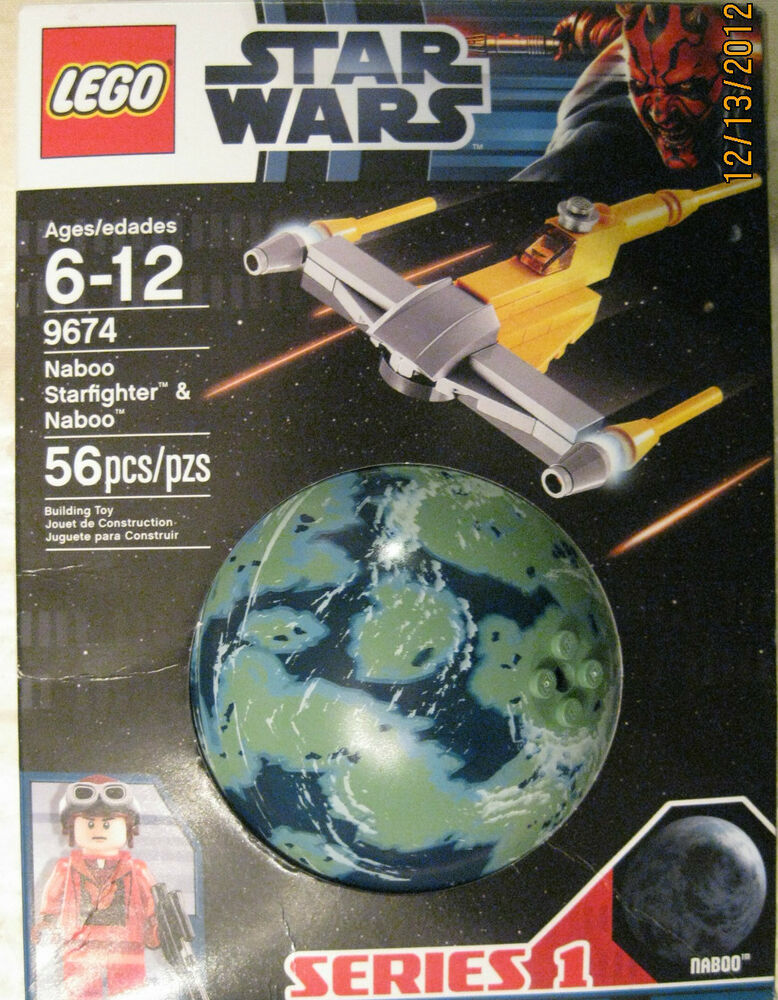 LEGO
STAR
WARS™
12/13/2012
Ages/edades
6-12
9674
Naboo
Starfighter™ &
Naboo™
56pcs/pzs
Building Toy
Jouet de Construction
Juguete para Construir
SERIES 1
NABOO™